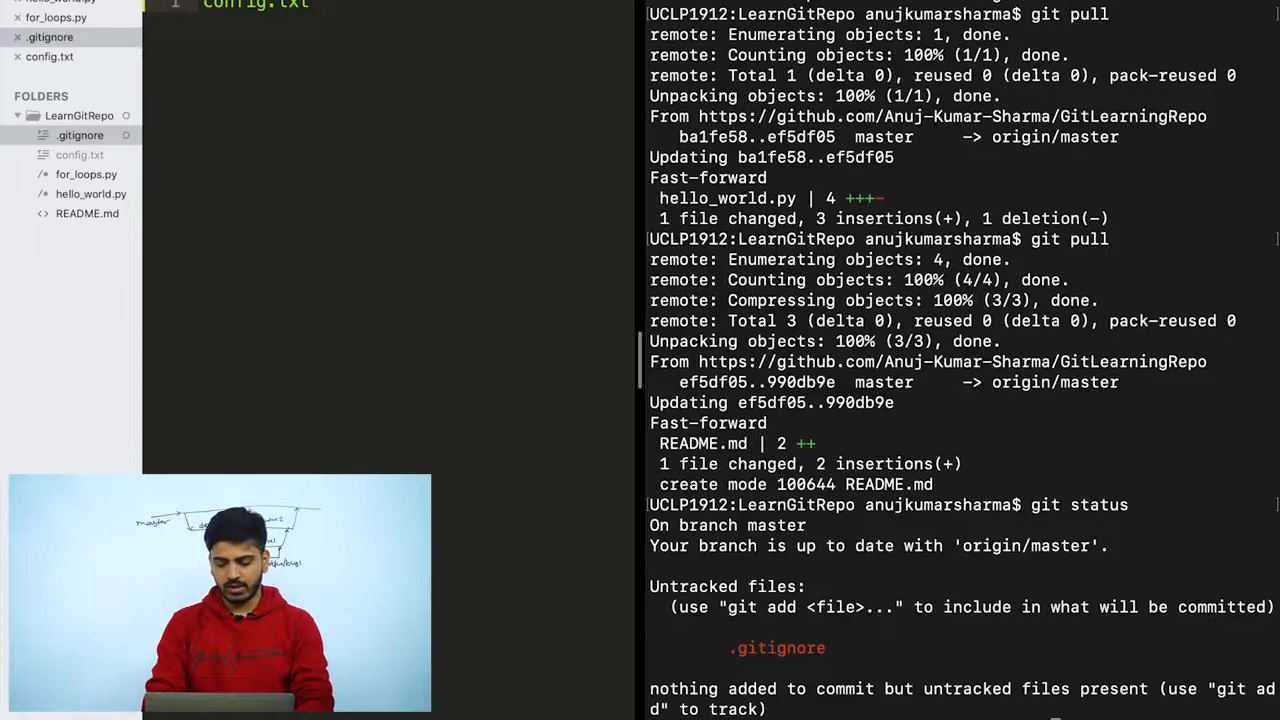 hello_world.py
for_loops.py
.gitignore
config.txt
FOLDERS
LearnGitRepo
.gitignore
config.txt
for_loops.py
hello_world.py
README.md
1 config.txt
UCLP1912:LearnGitRepo anujkumarsharma$ git pull
remote: Enumerating objects: 1, done.
remote: Counting objects: 100% (1/1), done.
remote: Total 1 (delta 0), reused 0 (delta 0), pack-reused 0
Unpacking objects: 100% (1/1), done.
From https://github.com/Anuj-Kumar-Sharma/GitLearningRepo
ba1fe58..ef5df05  master     -> origin/master
Updating ba1fe58..ef5df05
Fast-forward
hello_world.py | 4 +++-
1 file changed, 3 insertions(+), 1 deletion(-)
UCLP1912:LearnGitRepo anujkumarsharma$ git pull
remote: Enumerating objects: 4, done.
remote: Counting objects: 100% (4/4), done.
remote: Compressing objects: 100% (3/3), done.
remote: Total 3 (delta 0), reused 0 (delta 0), pack-reused 0
Unpacking objects: 100% (3/3), done.
From https://github.com/Anuj-Kumar-Sharma/GitLearningRepo
ef5df05..990db9e  master     -> origin/master
Updating ef5df05..990db9e
Fast-forward
README.md | 2 ++
1 file changed, 2 insertions(+)
create mode 100644 README.md
UCLP1912:LearnGitRepo anujkumarsharma$ git status
On branch master
Your branch is up to date with 'origin/master'.
Untracked files:
(use "git add <file>..." to include in what will be committed)
.gitignore
nothing added to commit but untracked files present (use "git ad
d" to track)
master